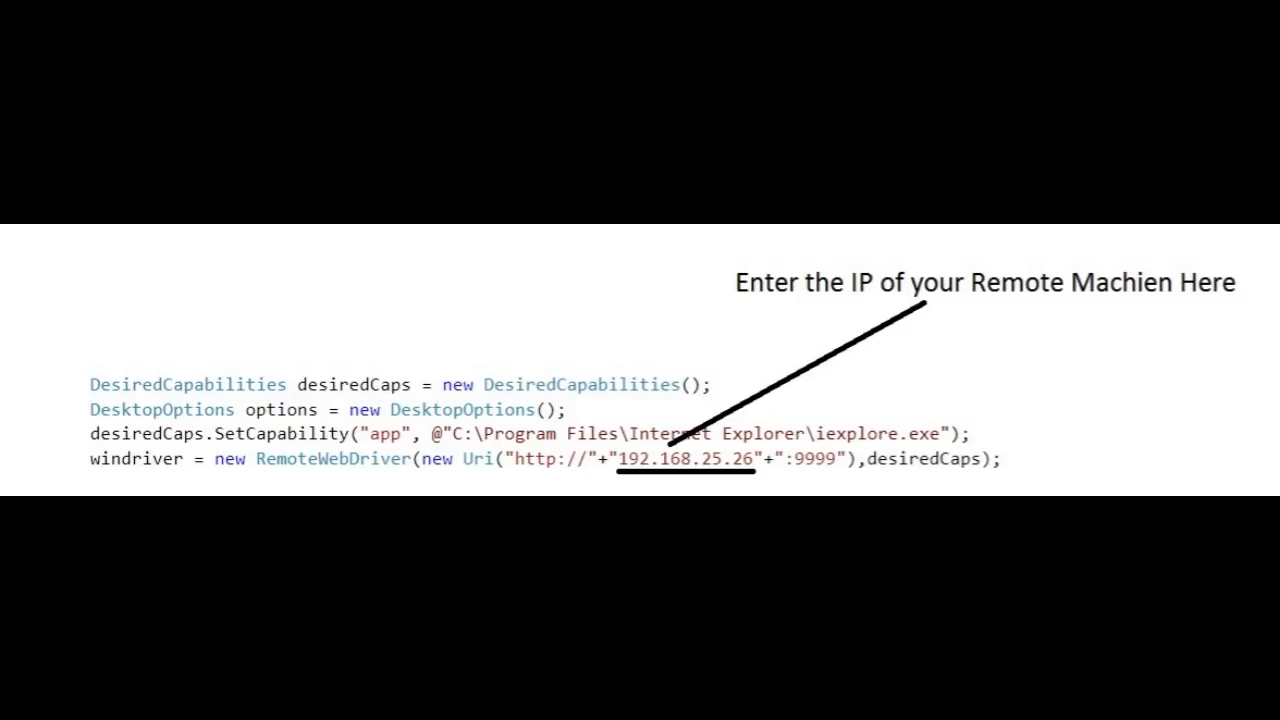 Enter the IP of your Remote Machien Here
DesiredCapabilities desiredCaps = new DesiredCapabilities();
DesktopOptions options = new DesktopOptions();
desiredCaps.SetCapability("app", @"C:\Program Files\Internet Explorer\iexplore.exe");
windriver = new RemoteWebDriver(new Uri("http://"+"192.168.25.26"+":9999"),desiredCaps);